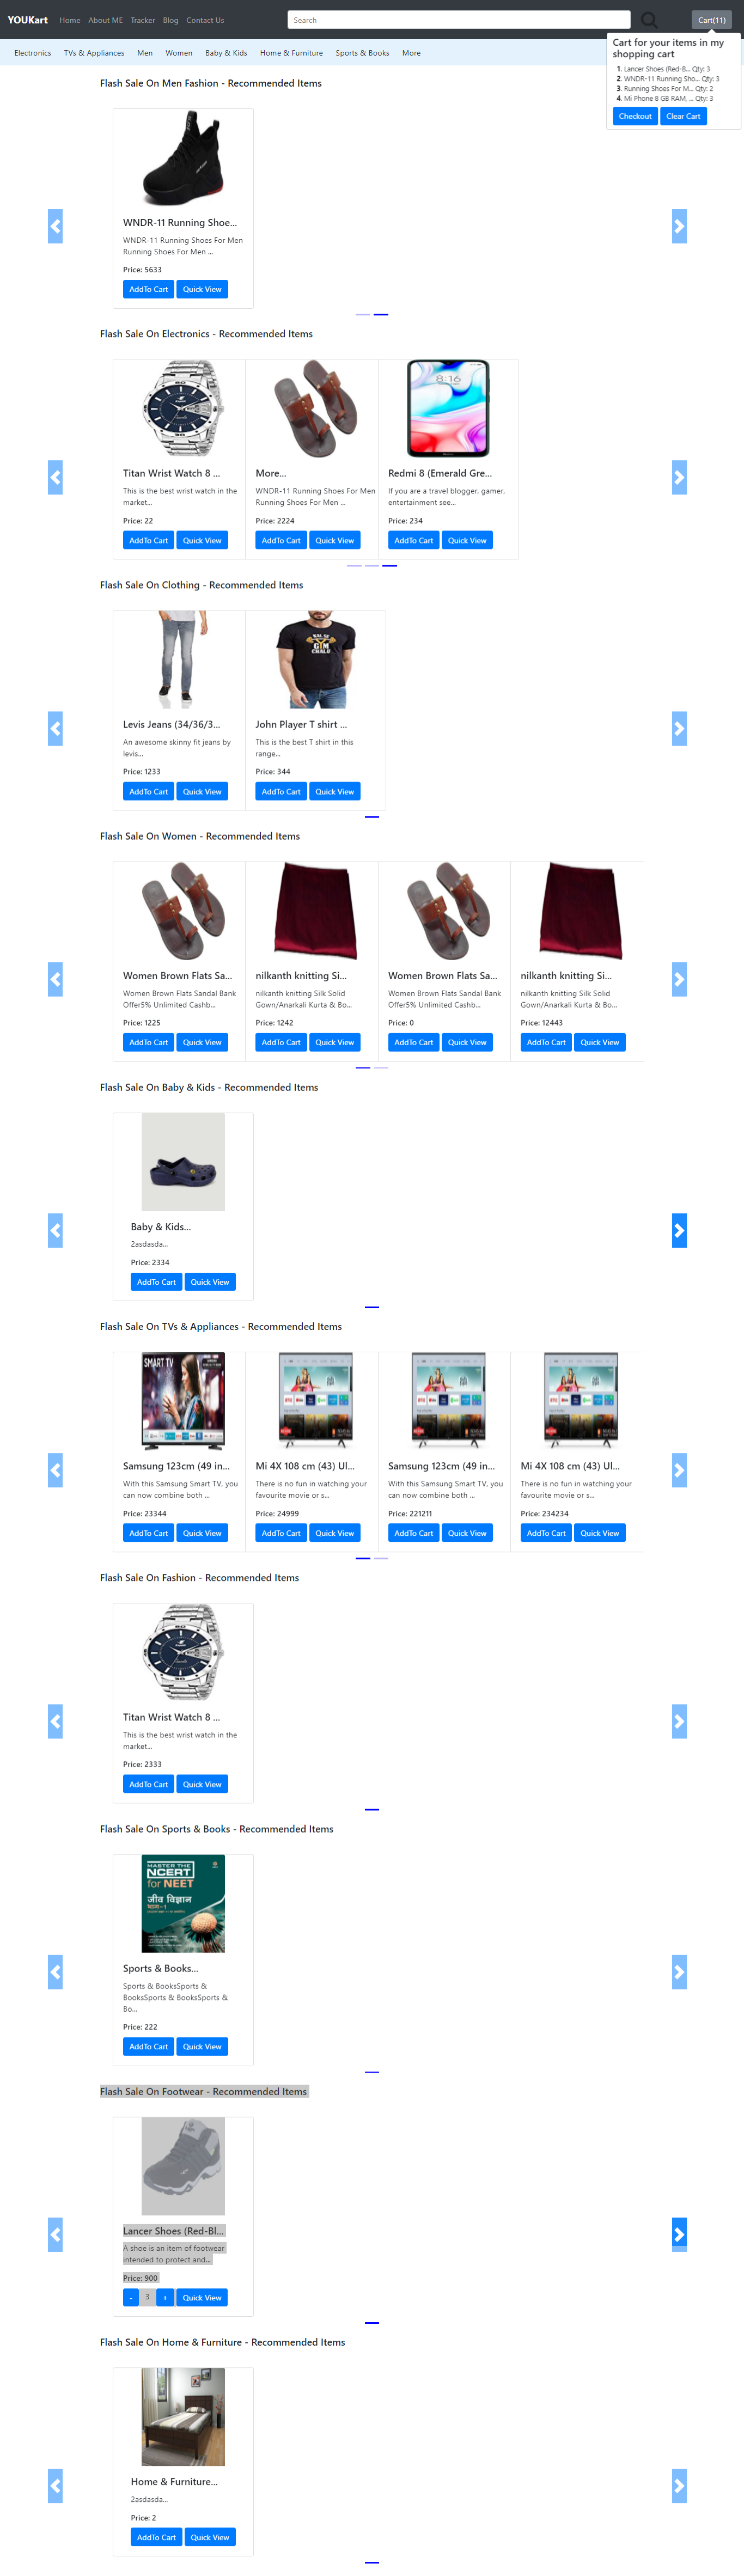 YOUKart Home About ME Tracker Blog Contact Us Search Cart(11)
Electronics TVs & Appliances Men Women Baby & Kids Home & Furniture Sports & Books More
Cart for your items in my
shopping cart
1. Lancer Shoes (Red-B... Qty: 3
2. WNDR-11 Running Sho... Qty: 3
3. Running Shoes For M... Qty: 2
4. Mi Phone 8 GB RAM, ... Qty: 3
Checkout Clear Cart
Flash Sale On Men Fashion - Recommended Items
WNDR-11 Running Shoe...
WNDR-11 Running Shoes For Men
Running Shoes For Men ...
Price: 5633
AddTo Cart Quick View
Flash Sale On Electronics - Recommended Items
8:16
Titan Wrist Watch 8 ... More... Redmi 8 (Emerald Gre...
This is the best wrist watch in the WNDR-11 Running Shoes For Men If you are a travel blogger, gamer,
market... Running Shoes For Men ... entertainment see...
Price: 22 Price: 2224 Price: 234
AddTo Cart Quick View AddTo Cart Quick View AddTo Cart Quick View
Flash Sale On Clothing - Recommended Items
KAL SE
GYM
CHALU
Levis Jeans (34/36/3... John Player T shirt ...
An awesome skinny fit jeans by This is the best T shirt in this
levis... range...
Price: 1233 Price: 344
AddTo Cart Quick View AddTo Cart Quick View
Flash Sale On Women - Recommended Items
Women Brown Flats Sa... nilkanth knitting Si... Women Brown Flats Sa... nilkanth knitting Si...
Women Brown Flats Sandal Bank nilkanth knitting Silk Solid Women Brown Flats Sandal Bank nilkanth knitting Silk Solid
Offer5% Unlimited Cashb... Gown/Anarkali Kurta & Bo... Offer5% Unlimited Cashb... Gown/Anarkali Kurta & Bo...
Price: 1225 Price: 1242 Price: 0 Price: 12443
AddTo Cart Quick View AddTo Cart Quick View AddTo Cart Quick View AddTo Cart Quick View
Flash Sale On Baby & Kids - Recommended Items
Baby & Kids...
2asdasda...
Price: 2334
AddTo Cart Quick View
Flash Sale On TVs & Appliances - Recommended Items
SMART TV
Samsung 123cm (49 in... Mi 4X 108 cm (43) Ul... Samsung 123cm (49 in... Mi 4X 108 cm (43) Ul...
With this Samsung Smart TV, you There is no fun in watching your With this Samsung Smart TV, you There is no fun in watching your
can now combine both ... favourite movie or s... can now combine both ... favourite movie or s...
Price: 23344 Price: 24999 Price: 221211 Price: 234234
AddTo Cart Quick View AddTo Cart Quick View AddTo Cart Quick View AddTo Cart Quick View
Flash Sale On Fashion - Recommended Items
Titan Wrist Watch 8 ...
This is the best wrist watch in the
market...
Price: 2333
AddTo Cart Quick View
Flash Sale On Sports & Books - Recommended Items
MASTER THE
NCERT
for NEET
जीव विज्ञान
भाग-1
Sports & Books...
Sports & BooksSports &
BooksSports & BooksSports &
Bo...
Price: 222
AddTo Cart Quick View
Flash Sale On Footwear - Recommended Items
Lancer Shoes (Red-Bl...
A shoe is an item of footwear
intended to protect and...
Price: 900
- 3 + Quick View
Flash Sale On Home & Furniture - Recommended Items
Home & Furniture...
2asdasda...
Price: 2
AddTo Cart Quick View